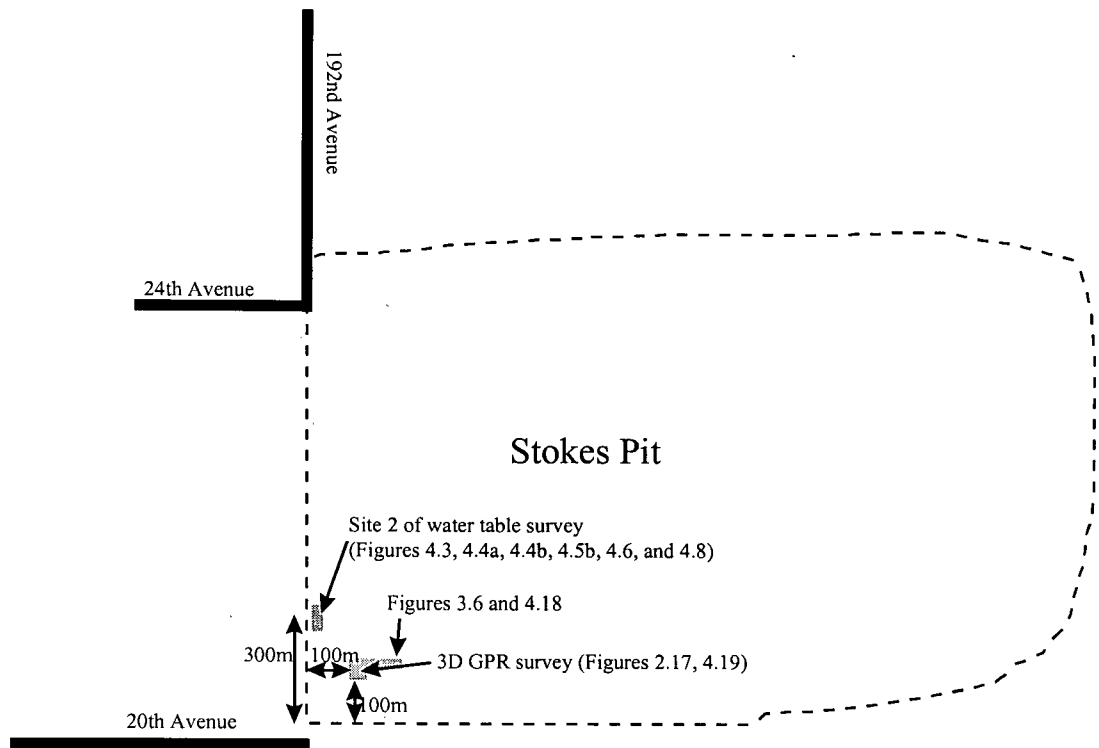 192nd Avenue
24th Avenue
Stokes Pit
Site 2 of water table survey
(Figures 4.3, 4.4a, 4.4b, 4.5b, 4.6, and 4.8)
Figures 3.6 and 4.18
300m
100m
3D GPR survey (Figures 2.17, 4.19)
100m
20th Avenue